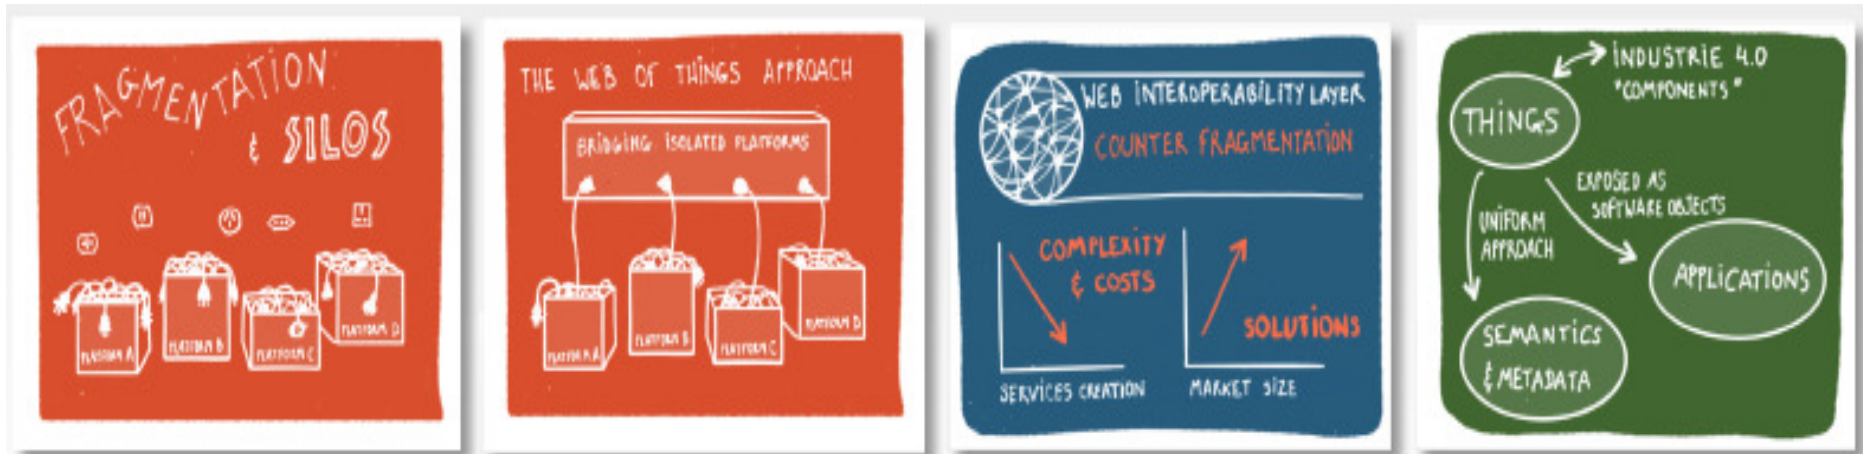 FRAGMENTATION
& SILOS
PLATFORM A
PLATFORM B
PLATFORM C
PLATFORM D
THE WEB OF THINGS APPROACH
BRIDGING ISOLATED PLATFORMS
PLATFORM A
PLATFORM B
PLATFORM C
PLATFORM D
WEB INTEROPERABILITY LAYER
COUNTER FRAGMENTATION
COMPLEXITY
& COSTS
SERVICES CREATION
SOLUTIONS
MARKET SIZE
INDUSTRIE 4.0
"COMPONENTS"
THINGS
EXPOSED AS
SOFTWARE OBJECTS
UNIFORM
APPROACH
APPLICATIONS
SEMANTICS
& METADATA